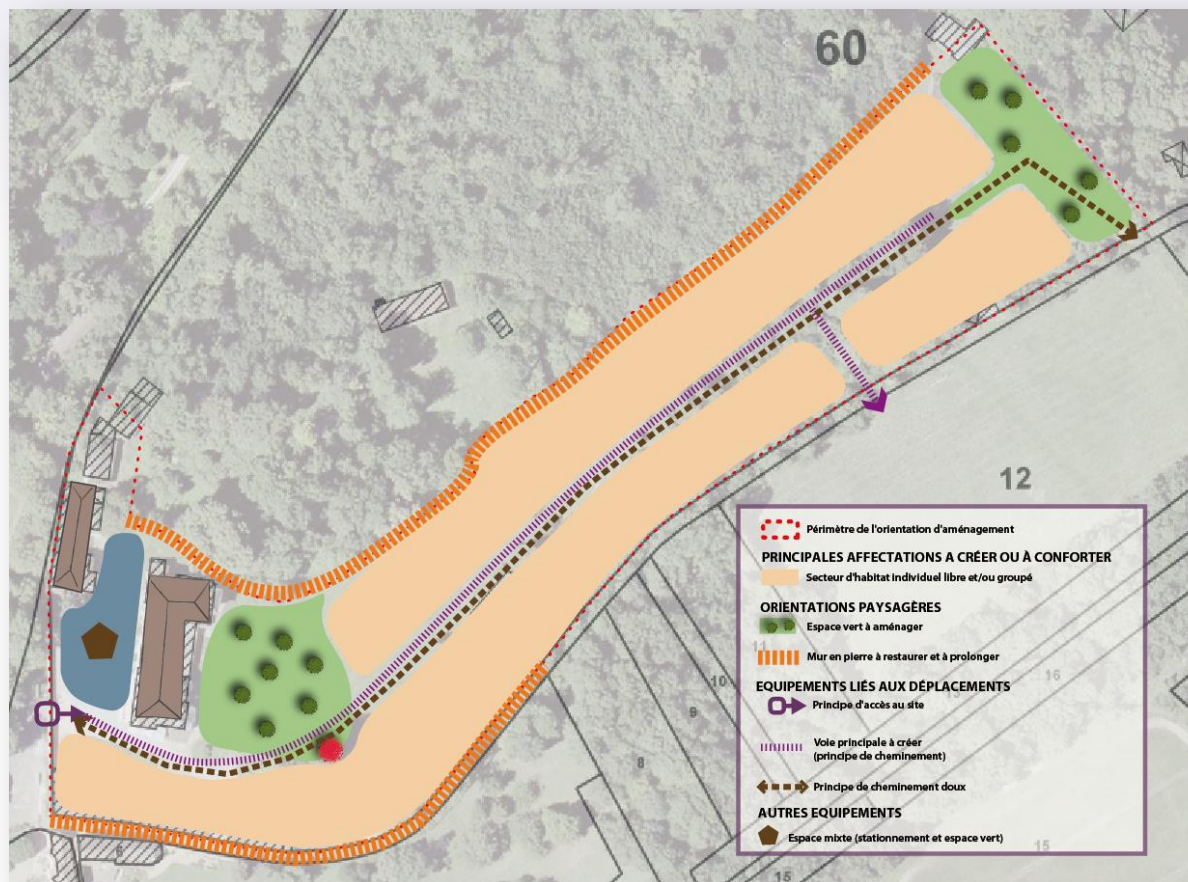 60
12
Périmètre de l'orientation d'aménagement
PRINCIPALES AFFECTATIONS A CRÉER OU À CONFORTER
Secteur d'habitat individuel libre et/ou groupé
ORIENTATIONS PAYSAGÈRES
Espace vert à aménager
11
Mur en pierre à restaurer et à prolonger
10
16
EQUIPEMENTS LIÉS AUX DÉPLACEMENTS
Principe d'accès au site
9
Voie principale à créer
(principe de cheminement)
8
Principe de cheminement doux
AUTRES EQUIPEMENTS
Espace mixte (stationnement et espace vert)
15
6
15